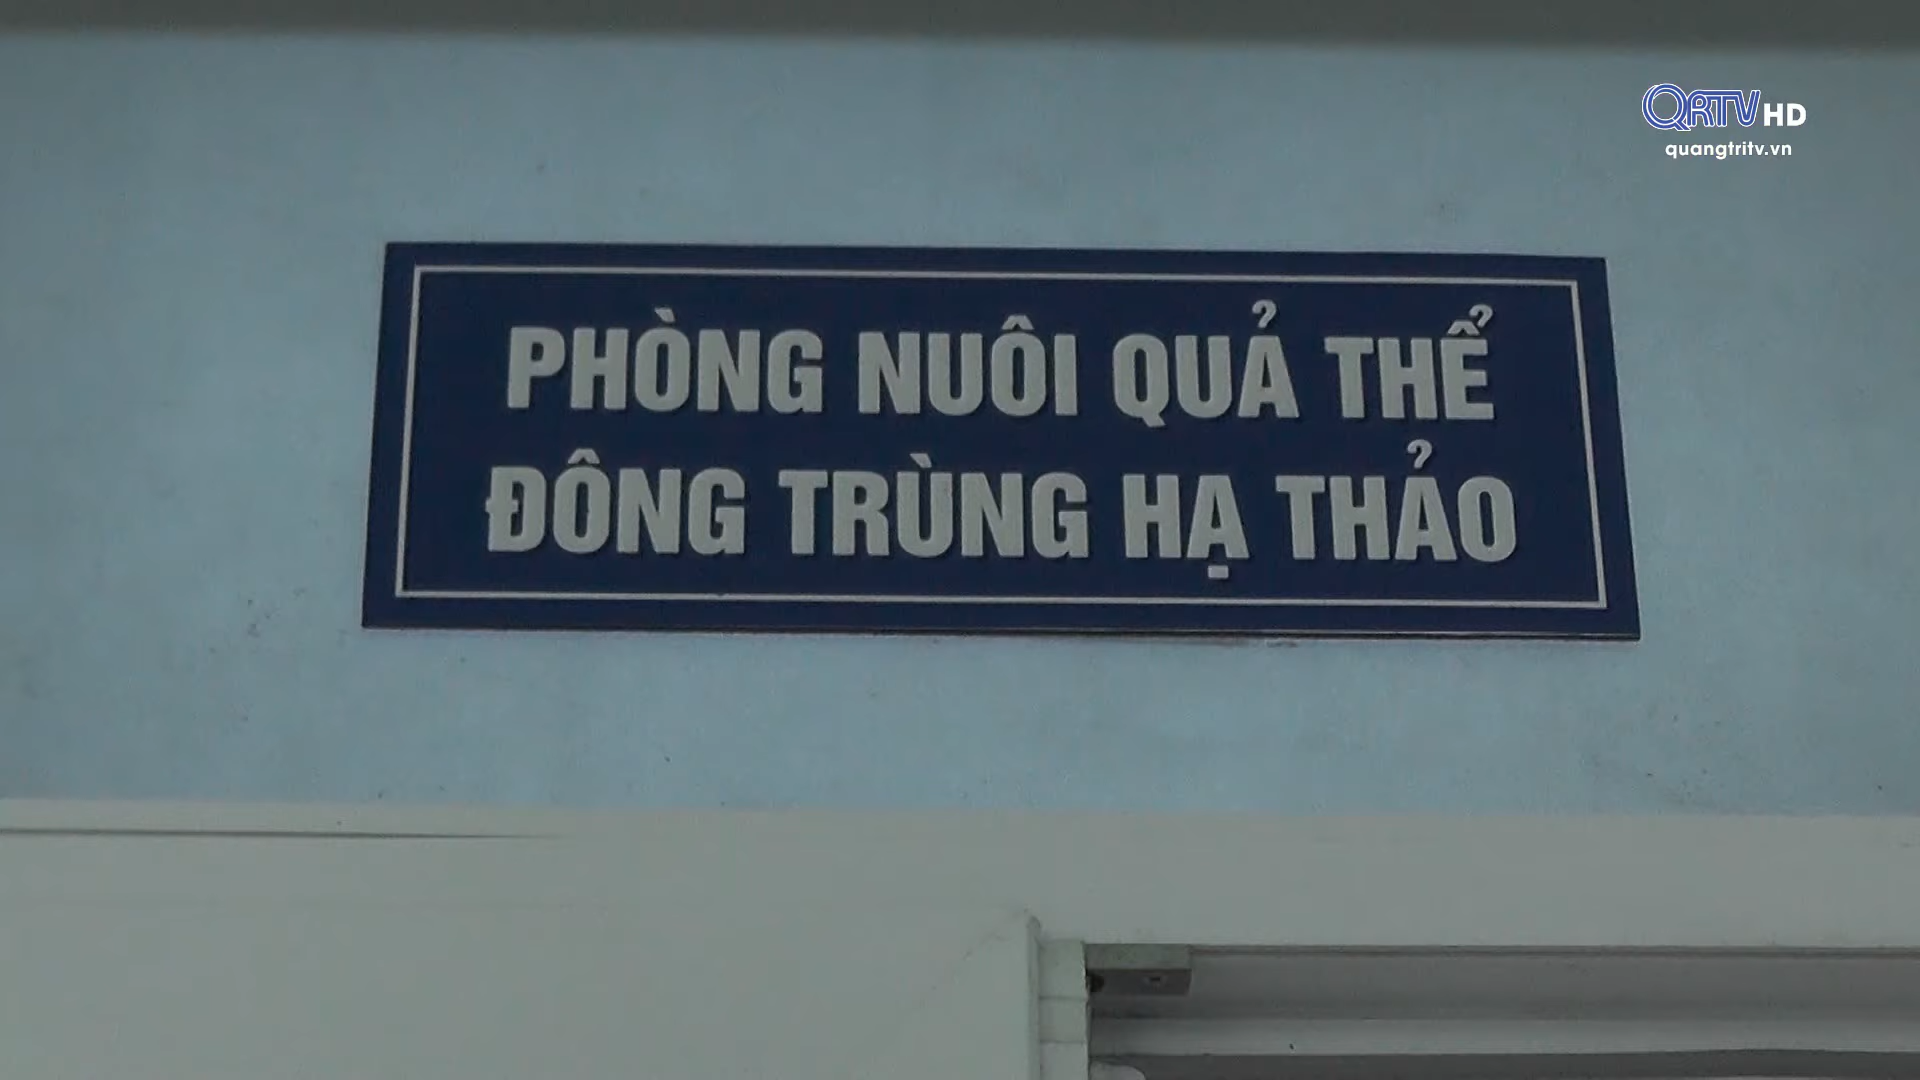 QRTV HD
quangtritv.vn
PHÒNG NUÔI QUẢ THỂ
ĐÔNG TRÙNG HẠ THẢO